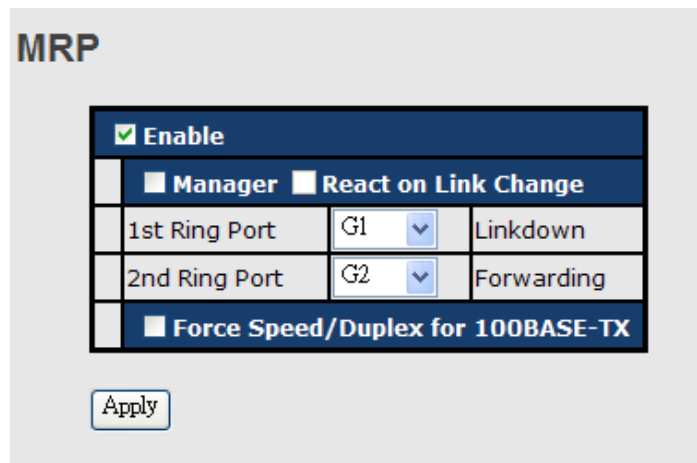 MRP
Enable
Manager React on Link Change
1st Ring Port G1 Linkdown
2nd Ring Port G2 Forwarding
Force Speed/Duplex for 100BASE-TX
Apply